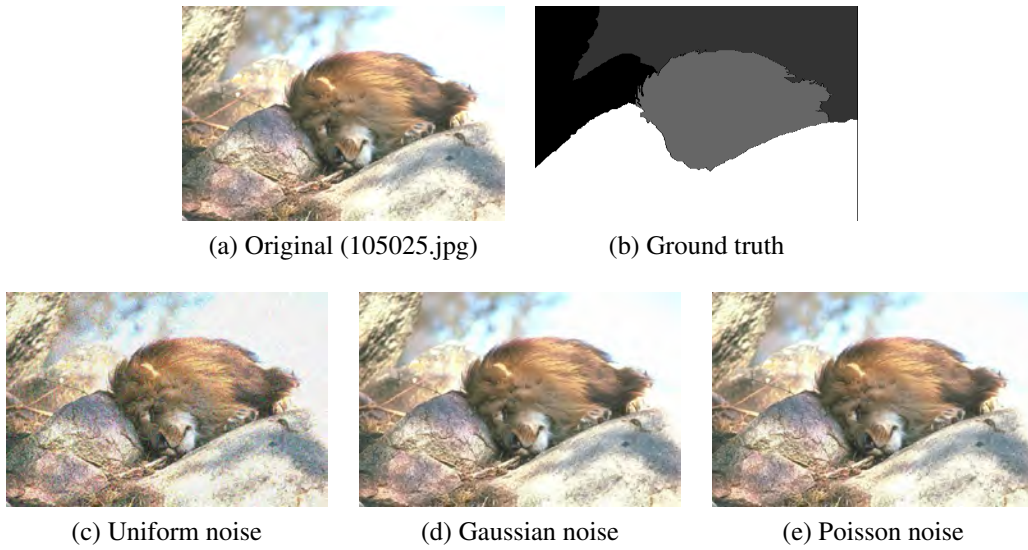 (a) Original (105025.jpg)
(b) Ground truth
(c) Uniform noise
(d) Gaussian noise
(e) Poisson noise